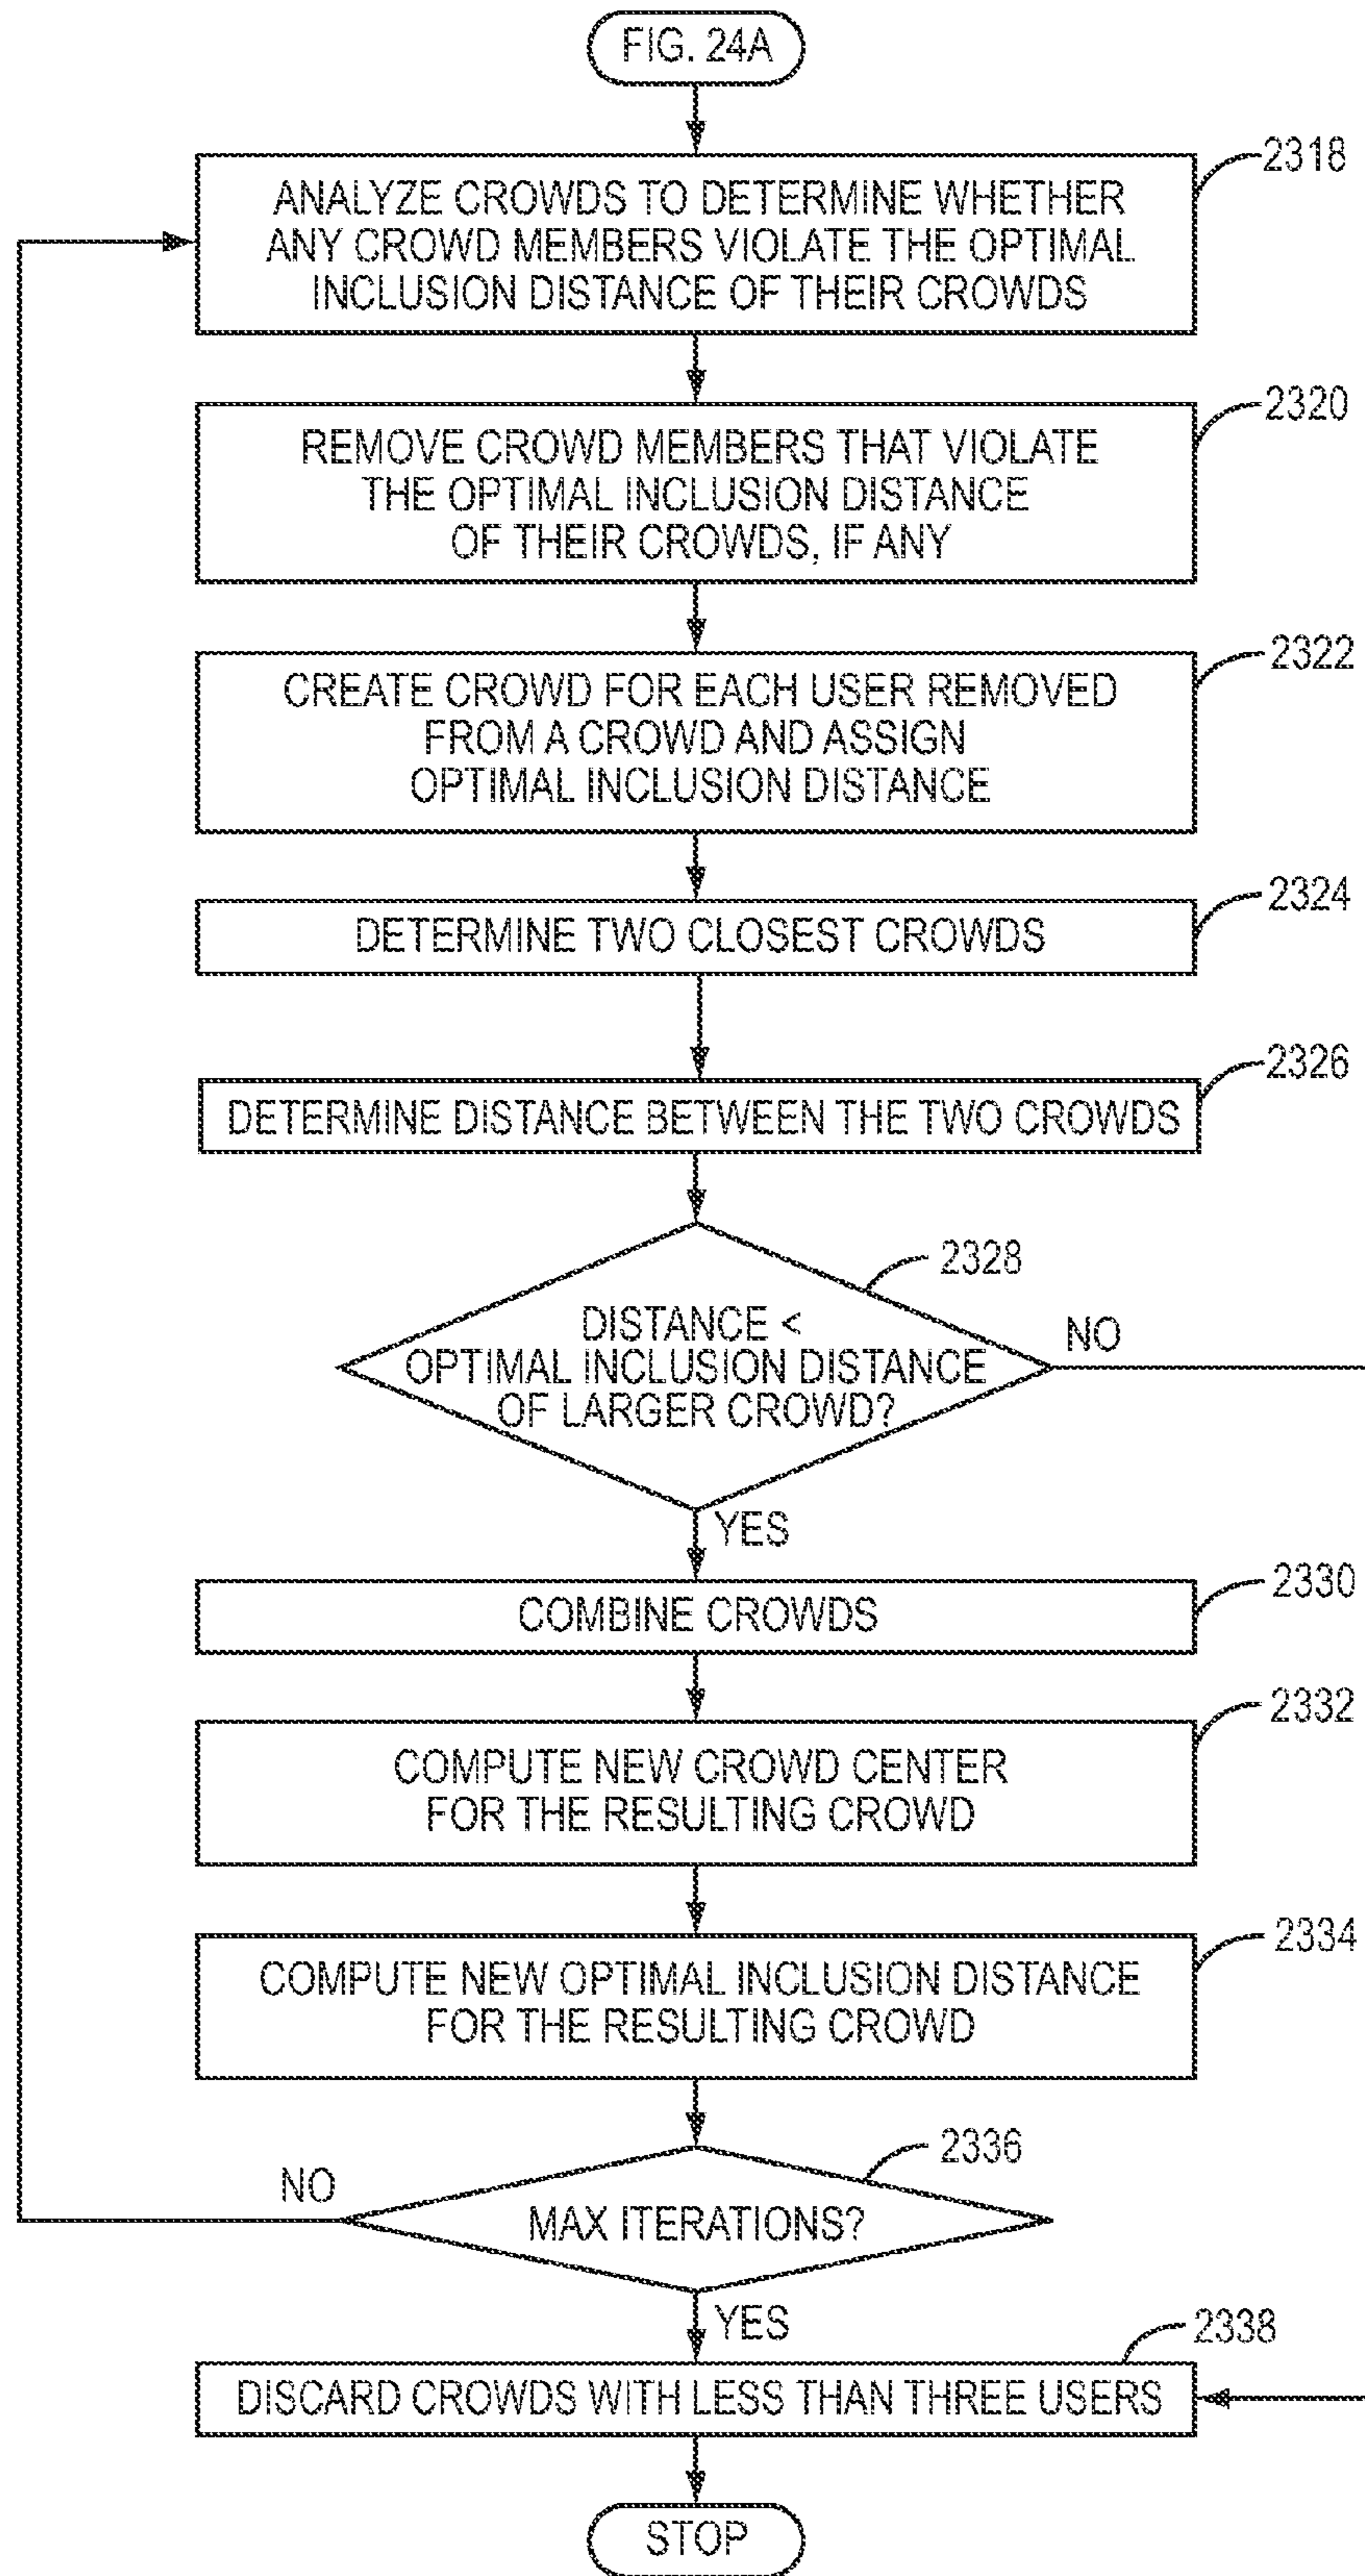 FIG. 24A
2318
ANALYZE CROWDS TO DETERMINE WHETHER
ANY CROWD MEMBERS VIOLATE THE OPTIMAL
INCLUSION DISTANCE OF THEIR CROWDS
2320
REMOVE CROWD MEMBERS THAT VIOLATE
THE OPTIMAL INCLUSION DISTANCE
OF THEIR CROWDS, IF ANY
2322
CREATE CROWD FOR EACH USER REMOVED
FROM A CROWD AND ASSIGN
OPTIMAL INCLUSION DISTANCE
2324
DETERMINE TWO CLOSEST CROWDS
2326
DETERMINE DISTANCE BETWEEN THE TWO CROWDS
2328
DISTANCE <
OPTIMAL INCLUSION DISTANCE
OF LARGER CROWD?
NO
YES
2330
COMBINE CROWDS
2332
COMPUTE NEW CROWD CENTER
FOR THE RESULTING CROWD
2334
COMPUTE NEW OPTIMAL INCLUSION DISTANCE
FOR THE RESULTING CROWD
2336
NO
MAX ITERATIONS?
YES
2338
DISCARD CROWDS WITH LESS THAN THREE USERS
STOP